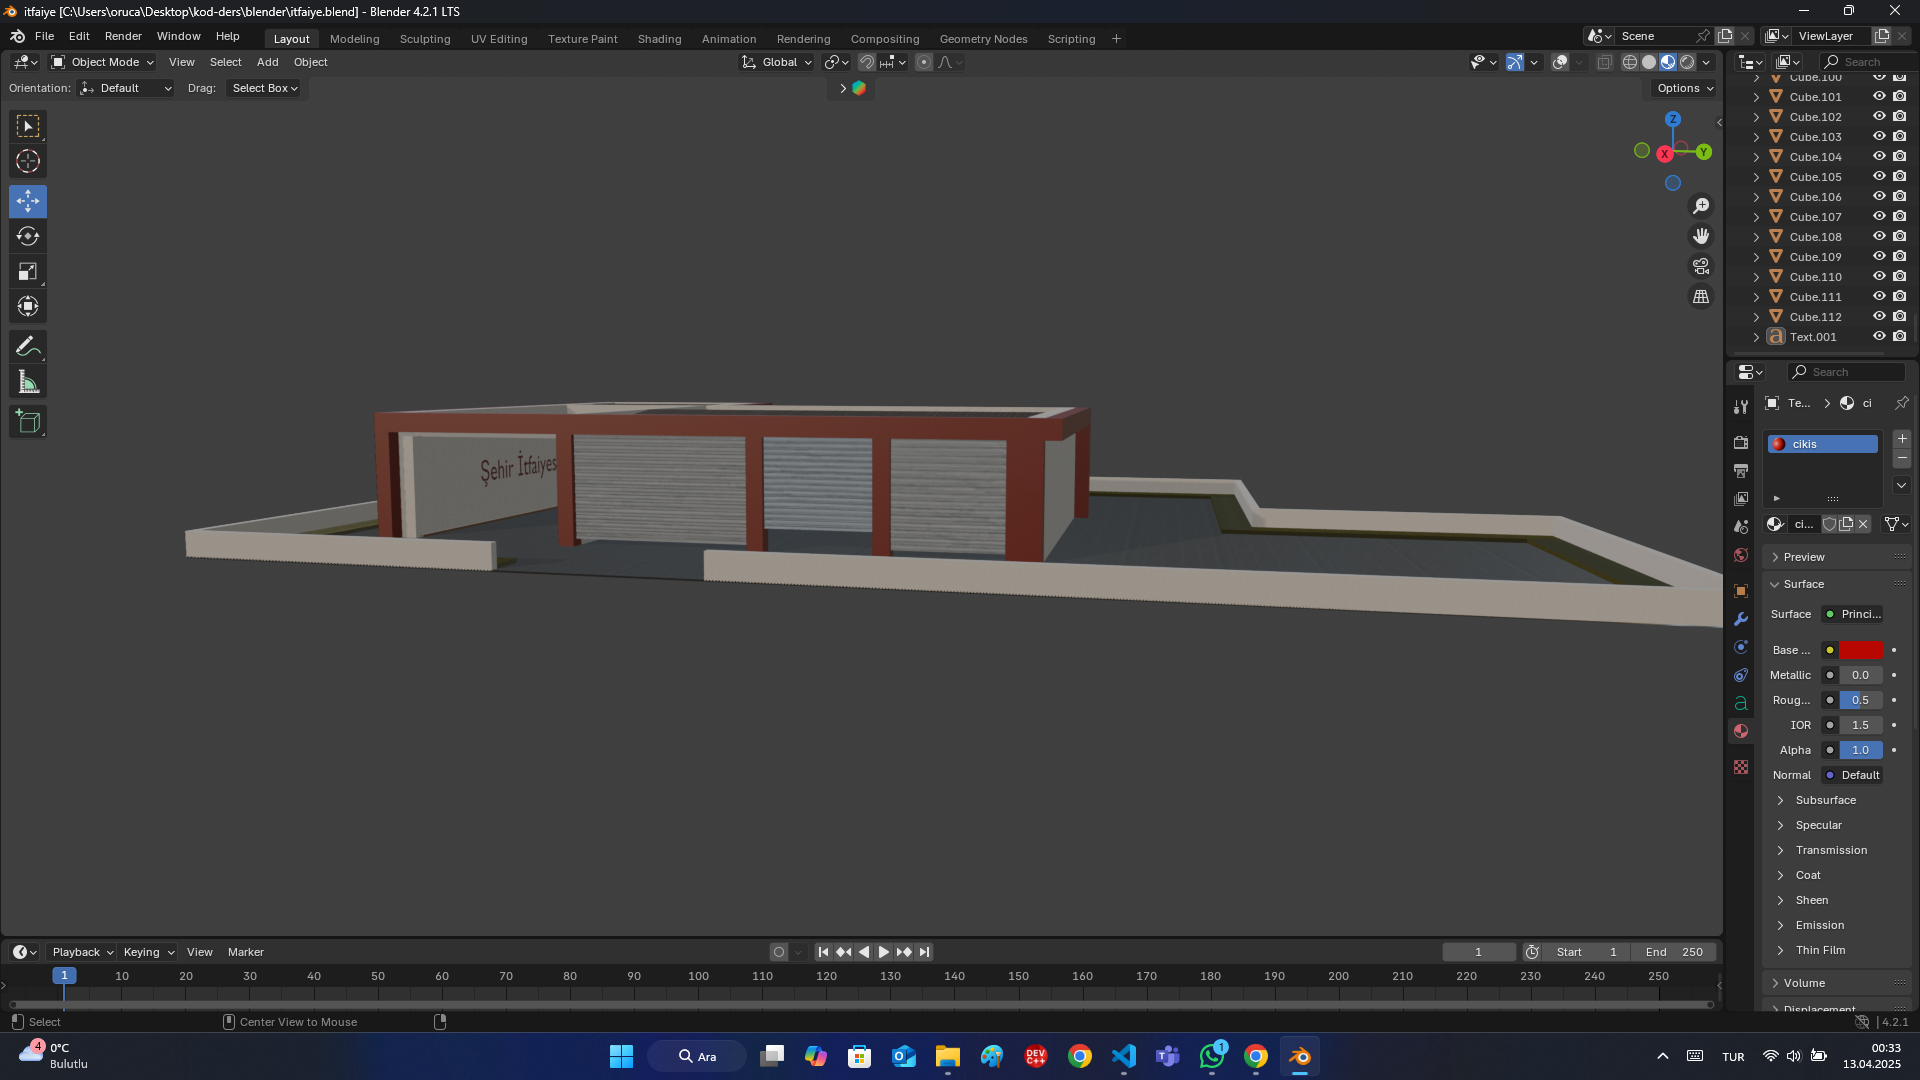 itfaiye [C:\Users\oruca\Desktop\kod-ders\blender\itfaiye.blend] - Blender 4.2.1 LTS
File Edit Render Window Help Layout Modeling Sculpting UV Editing Texture Paint Shading Animation Rendering Compositing Geometry Nodes Scripting + Scene ViewLayer
Object Mode View Select Add Object Global Search
Orientation: Default Drag: Select Box Options
Cube.100
Cube.101
Cube.102
Cube.103
Cube.104
Cube.105
Cube.106
Cube.107
Cube.108
Cube.109
Cube.110
Cube.111
Cube.112
Text.001
Z
X
Y
Şehir İtfaiyes
Search
Te... ci
cikis
ci...
Preview
Surface
Surface Princi...
Base ...
Metallic 0.0
Roug... 0.5
IOR 1.5
Alpha 1.0
Normal Default
Subsurface
Specular
Transmission
Coat
Sheen
Emission
Thin Film
Volume
Displacement
Playback Keying View Marker 1 Start 1 End 250
1 10 20 30 40 50 60 70 80 90 100 110 120 130 140 150 160 170 180 190 200 210 220 230 240 250
Select Center View to Mouse 4.2.1
4 0°C
Bulutlu
Ara
DEV C++
1
TUR
00:33
13.04.2025